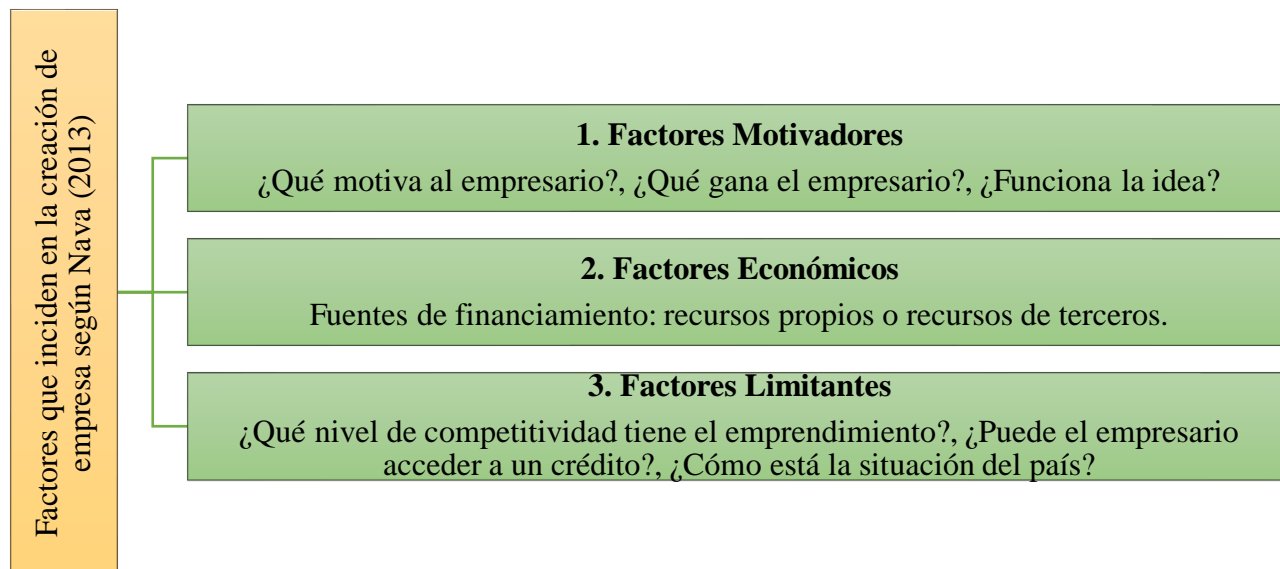 Factores que inciden en la creación de
empresa según Nava (2013)
1. Factores Motivadores
¿Qué motiva al empresario?, ¿Qué gana el empresario?, ¿Funciona la idea?
2. Factores Económicos
Fuentes de financiamiento: recursos propios o recursos de terceros.
3. Factores Limitantes
¿Qué nivel de competitividad tiene el emprendimiento?, ¿Puede el empresario
acceder a un crédito?, ¿Cómo está la situación del país?